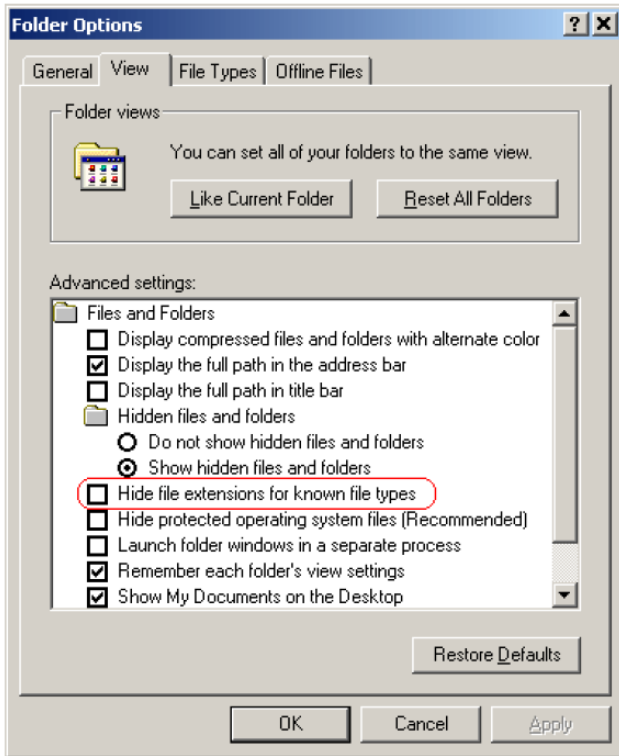 Folder Options
General View File Types Offline Files
Folder views
You can set all of your folders to the same view.
Like Current Folder Reset All Folders
Advanced settings:
Files and Folders
Display compressed files and folders with alternate color
Display the full path in the address bar
Display the full path in title bar
Hidden files and folders
Do not show hidden files and folders
Show hidden files and folders
Hide file extensions for known file types
Hide protected operating system files (Recommended)
Launch folder windows in a separate process
Remember each folder's view settings
Show My Documents on the Desktop
Restore Defaults
OK Cancel Apply